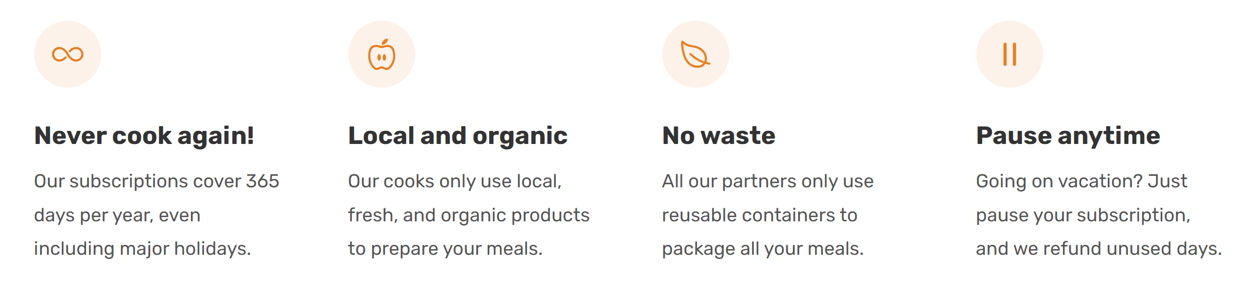 Never cook again!
Our subscriptions cover 365
days per year, even
including major holidays.
Local and organic
Our cooks only use local,
fresh, and organic products
to prepare your meals.
No waste
All our partners only use
reusable containers to
package all your meals.
Pause anytime
Going on vacation? Just
pause your subscription,
and we refund unused days.